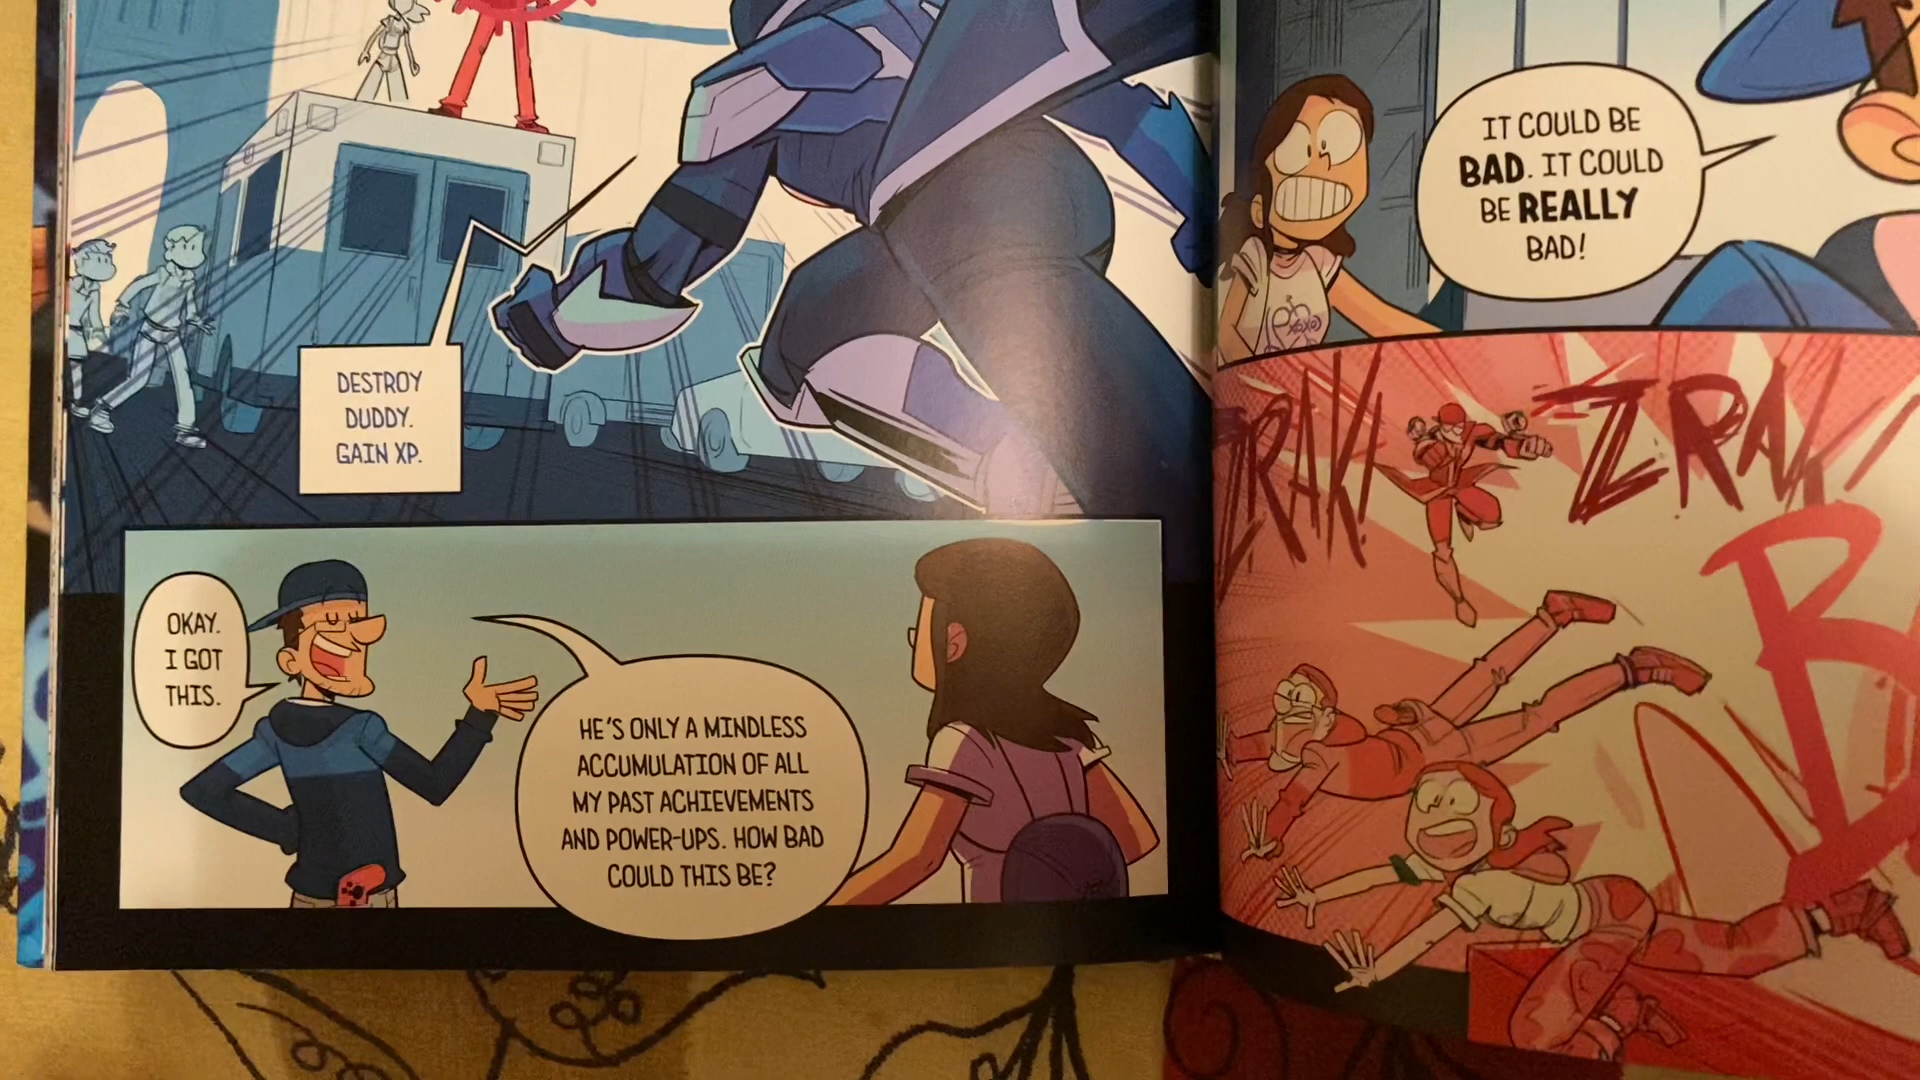 DESTROY
DUDDY.
GAIN XP.
OKAY.
I GOT
THIS.
HE'S ONLY A MINDLESS
ACCUMULATION OF ALL
MY PAST ACHIEVEMENTS
AND POWER-UPS. HOW BAD
COULD THIS BE?
IT COULD BE
BAD. IT COULD
BE REALLY
BAD!
ZRAK!
ZRAK